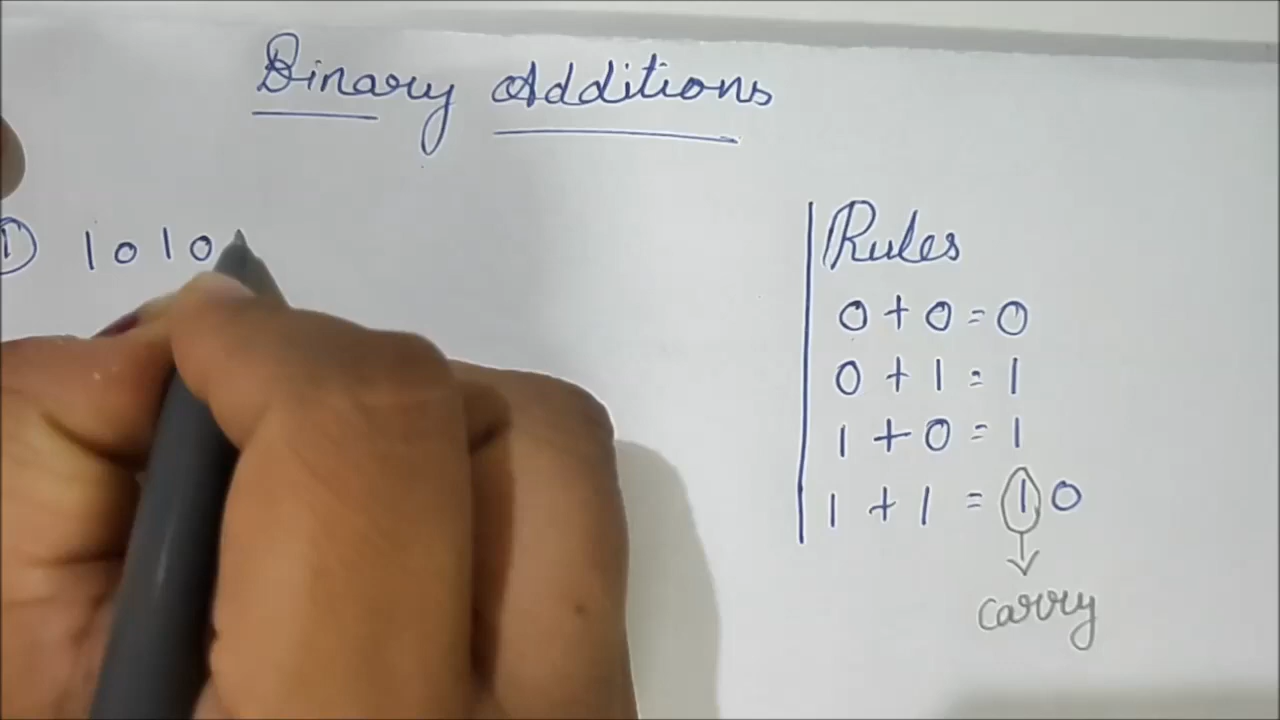 Binary Additions
① 1010
Rules
0+0=0
0+1=1
1+0=1
1+1=10
carry